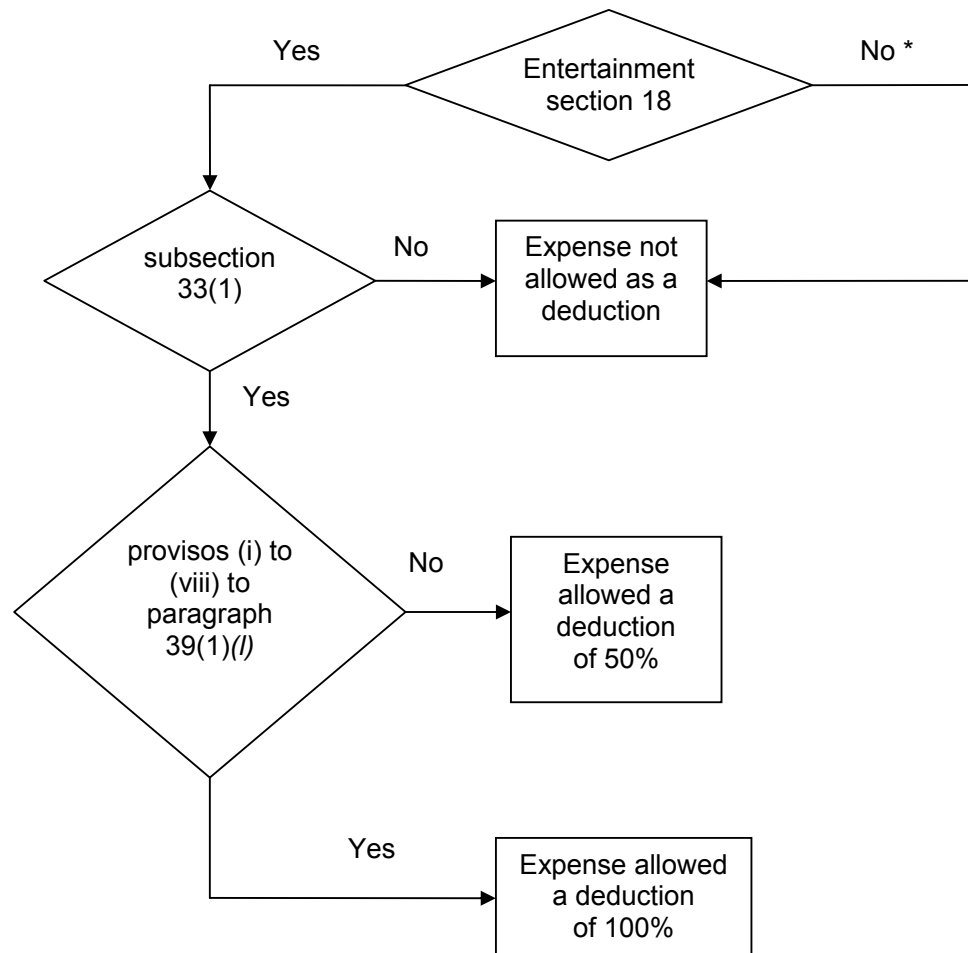 Yes
Entertainment
section 18
No *
subsection
33(1)
No
Expense not
allowed as a
deduction
Yes
provisos (i) to
(viii) to
paragraph
39(1)(l)
No
Expense
allowed a
deduction
of 50%
Yes
Expense allowed
a deduction
of 100%